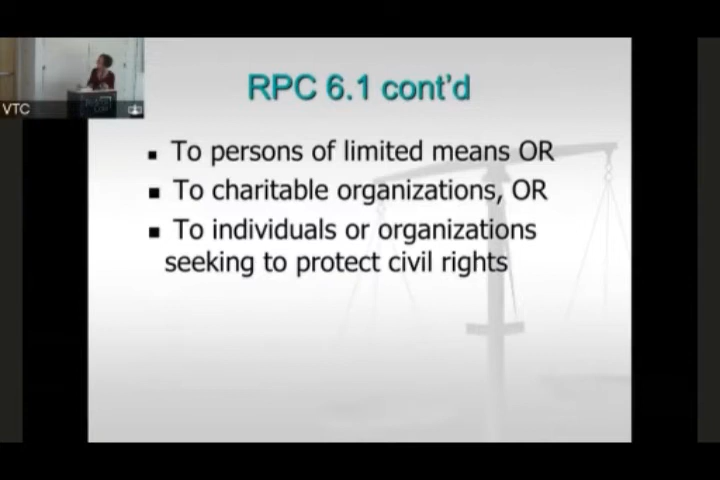 RPC 6.1 cont'd
VTC
▪ To persons of limited means OR
▪ To charitable organizations, OR
▪ To individuals or organizations
seeking to protect civil rights